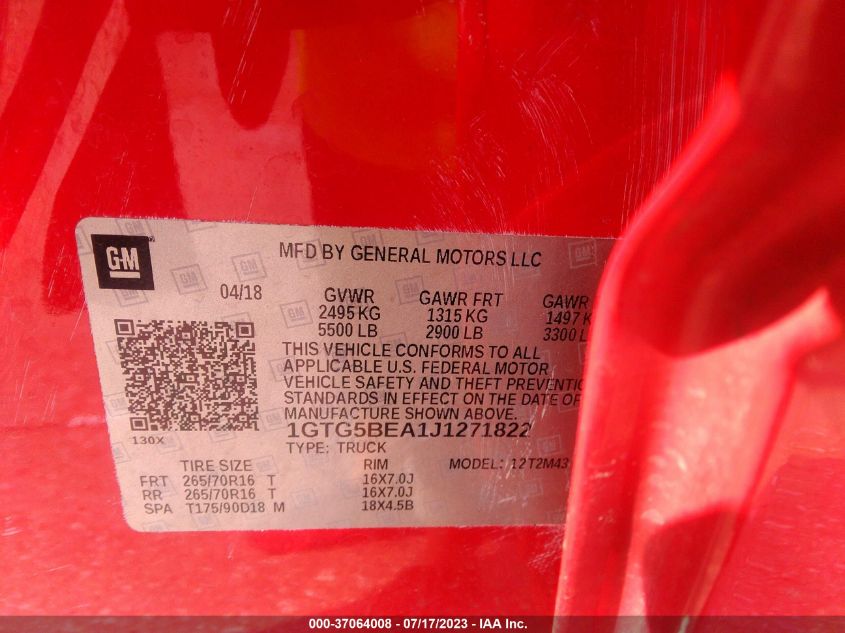 GM
MFD BY GENERAL MOTORS LLC
04/18 GVWR GAWR FRT GAWR
2495 KG 1315 KG 1497 K
5500 LB 2900 LB 3300 L
THIS VEHICLE CONFORMS TO ALL
APPLICABLE U.S. FEDERAL MOTOR
VEHICLE SAFETY AND THEFT PREVENTIO
STANDARDS IN EFFECT ON THE DATE OF
MANUFACTURE SHOWN ABOVE.
130X 1GTG5BEA1J1271822
TYPE: TRUCK
TIRE SIZE RIM MODEL: 12T2M43
FRT 265/70R16 T 16X7.0J
RR 265/70R16 T 16X7.0J
SPA T175/90D18 M 18X4.5B
000-37064008 - 07/17/2023 - IAA Inc.